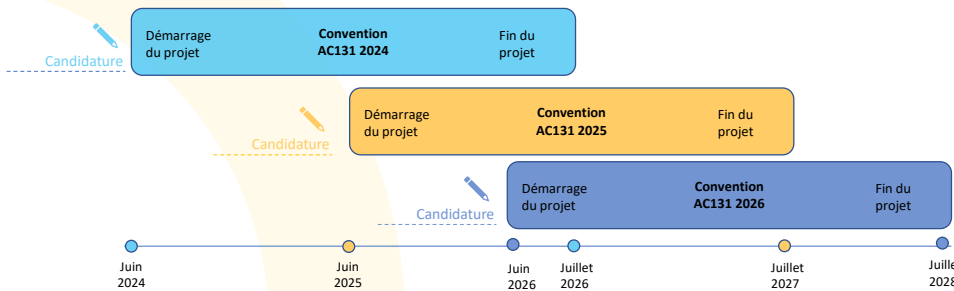 Candidature
Démarrage
du projet
Convention
AC131 2024
Fin du
projet
Candidature
Démarrage
du projet
Convention
AC131 2025
Fin du
projet
Candidature
Démarrage
du projet
Convention
AC131 2026
Fin du
projet
Juin
2024
Juin
2025
Juin
2026
Juillet
2026
Juillet
2027
Juille
2028